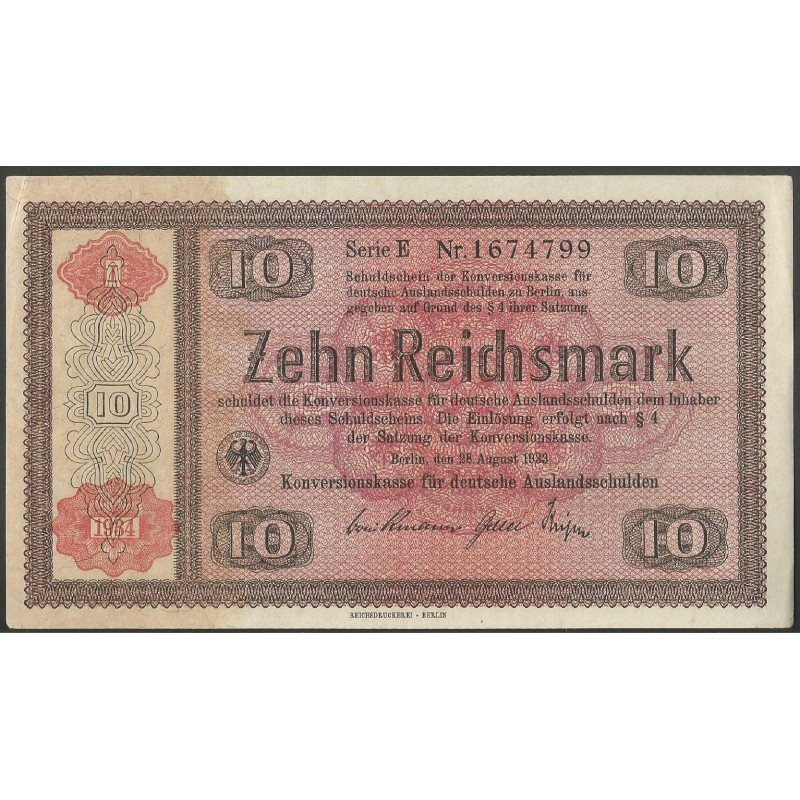 10 Serie E Nr. 1674799 10
Schuldschein der Konversionskasse für
deutsche Auslandsschulden zu Berlin, aus
gegeben auf Grund des § 4 ihrer Satzung.
Zehn Reichsmark
schuldet die Konversionskasse für deutsche Auslandsschulden dem Inhaber
dieses Schuldscheins. Die Einlösung erfolgt nach § 4
der Satzung der Konversionskasse.
Berlin, den 28 August 1933
Konversionskasse für deutsche Auslandsschulden
10
1934
10 10
REICHSDRUCKEREI • BERLIN